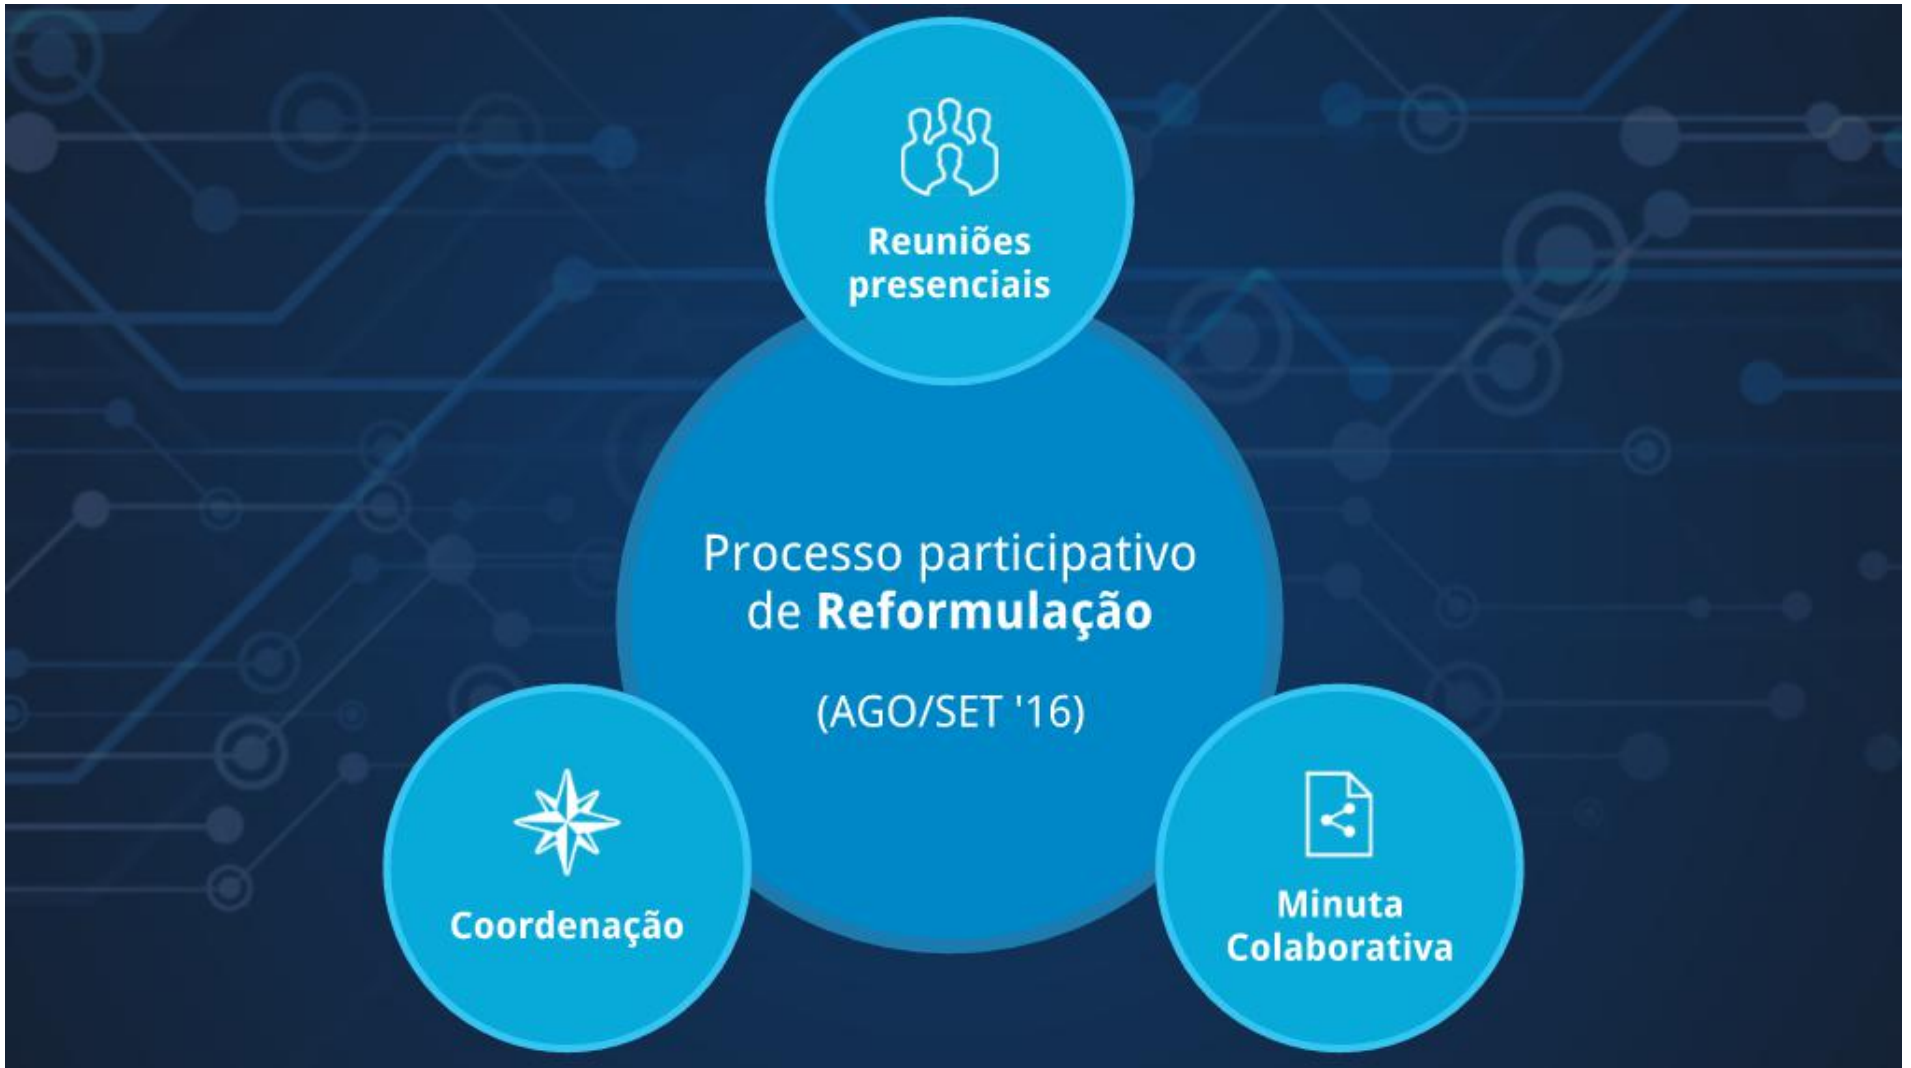 Reuniões
presenciais
Processo participativo
de Reformulação
(AGO/SET '16)
Coordenação
Minuta
Colaborativa